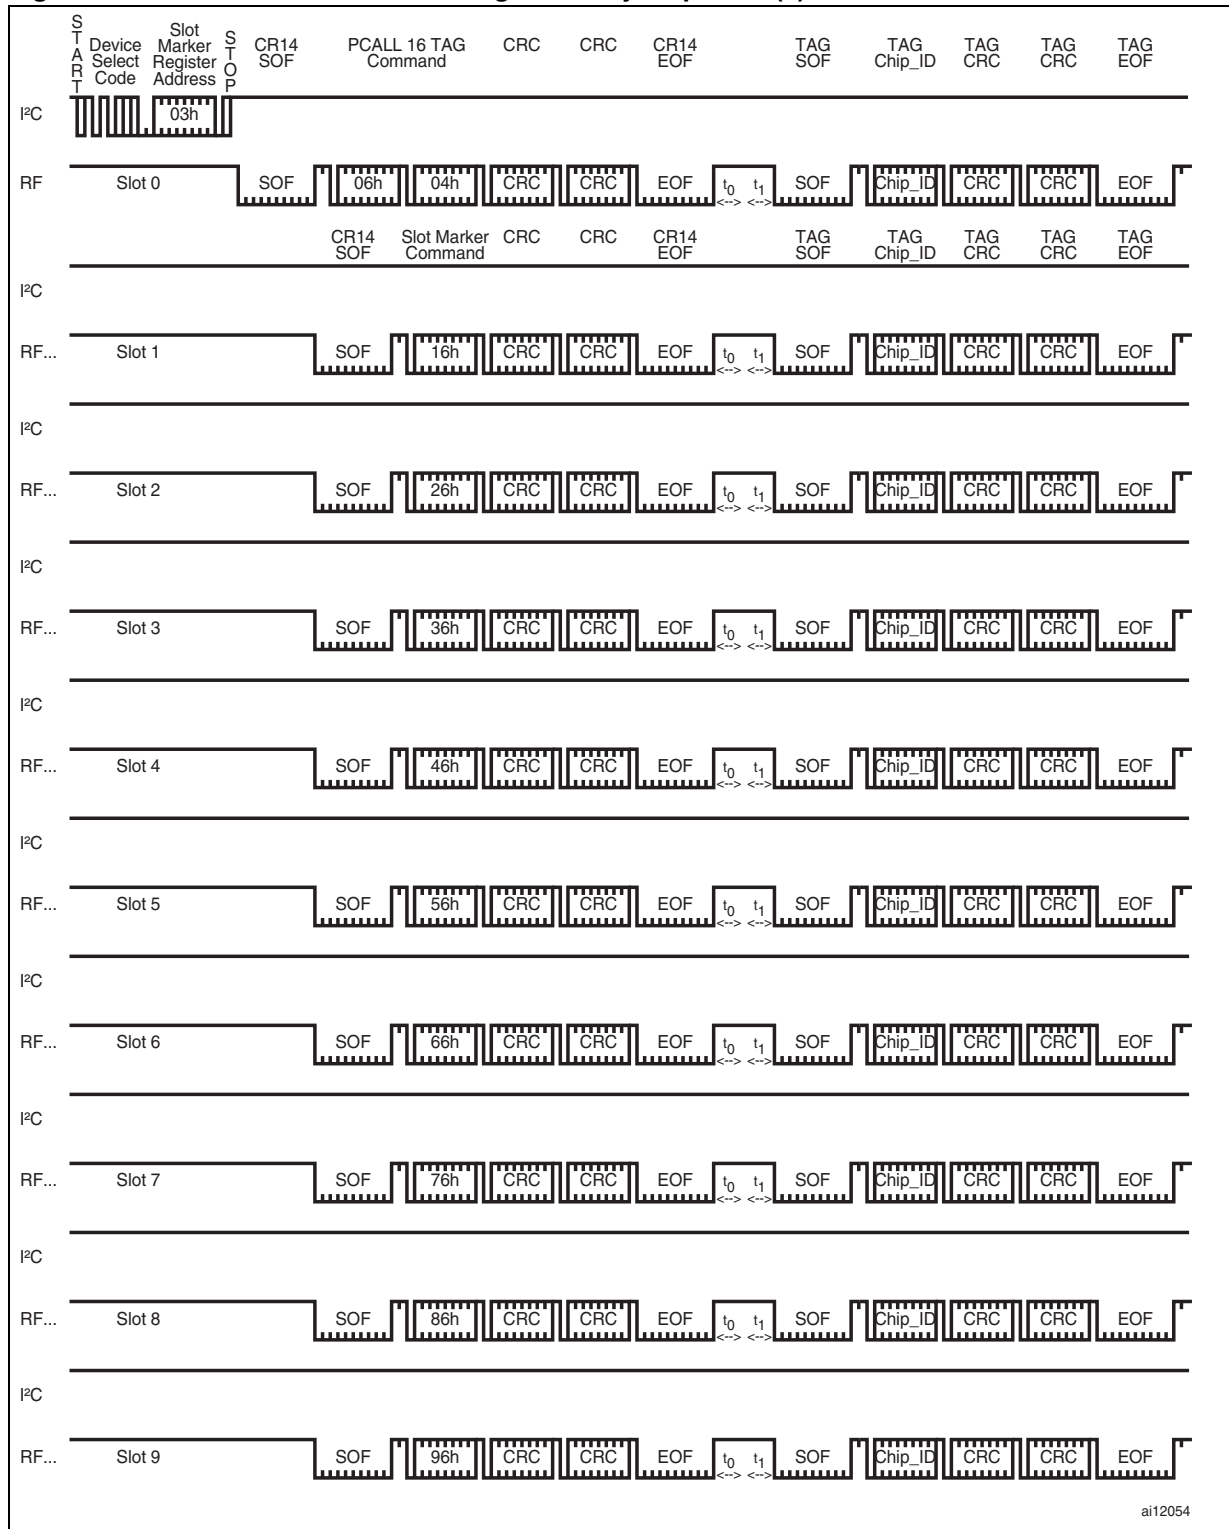 START Device Select Code Slot Marker Register Address STOP CR14 SOF PCALL 16 TAG Command CRC CRC CR14 EOF TAG SOF TAG Chip_ID TAG CRC TAG CRC TAG EOF
I²C 03h
RF Slot 0 SOF 06h 04h CRC CRC EOF t0 t1 SOF Chip_ID CRC CRC EOF
<--> <-->
CR14 SOF Slot Marker Command CRC CRC CR14 EOF TAG SOF TAG Chip_ID TAG CRC TAG CRC TAG EOF
I²C
RF... Slot 1 SOF 16h CRC CRC EOF t0 t1 SOF Chip_ID CRC CRC EOF
<--> <-->
I²C
RF... Slot 2 SOF 26h CRC CRC EOF t0 t1 SOF Chip_ID CRC CRC EOF
<--> <-->
I²C
RF... Slot 3 SOF 36h CRC CRC EOF t0 t1 SOF Chip_ID CRC CRC EOF
<--> <-->
I²C
RF... Slot 4 SOF 46h CRC CRC EOF t0 t1 SOF Chip_ID CRC CRC EOF
<--> <-->
I²C
RF... Slot 5 SOF 56h CRC CRC EOF t0 t1 SOF Chip_ID CRC CRC EOF
<--> <-->
I²C
RF... Slot 6 SOF 66h CRC CRC EOF t0 t1 SOF Chip_ID CRC CRC EOF
<--> <-->
I²C
RF... Slot 7 SOF 76h CRC CRC EOF t0 t1 SOF Chip_ID CRC CRC EOF
<--> <-->
I²C
RF... Slot 8 SOF 86h CRC CRC EOF t0 t1 SOF Chip_ID CRC CRC EOF
<--> <-->
I²C
RF... Slot 9 SOF 96h CRC CRC EOF t0 t1 SOF Chip_ID CRC CRC EOF
<--> <-->
ai12054